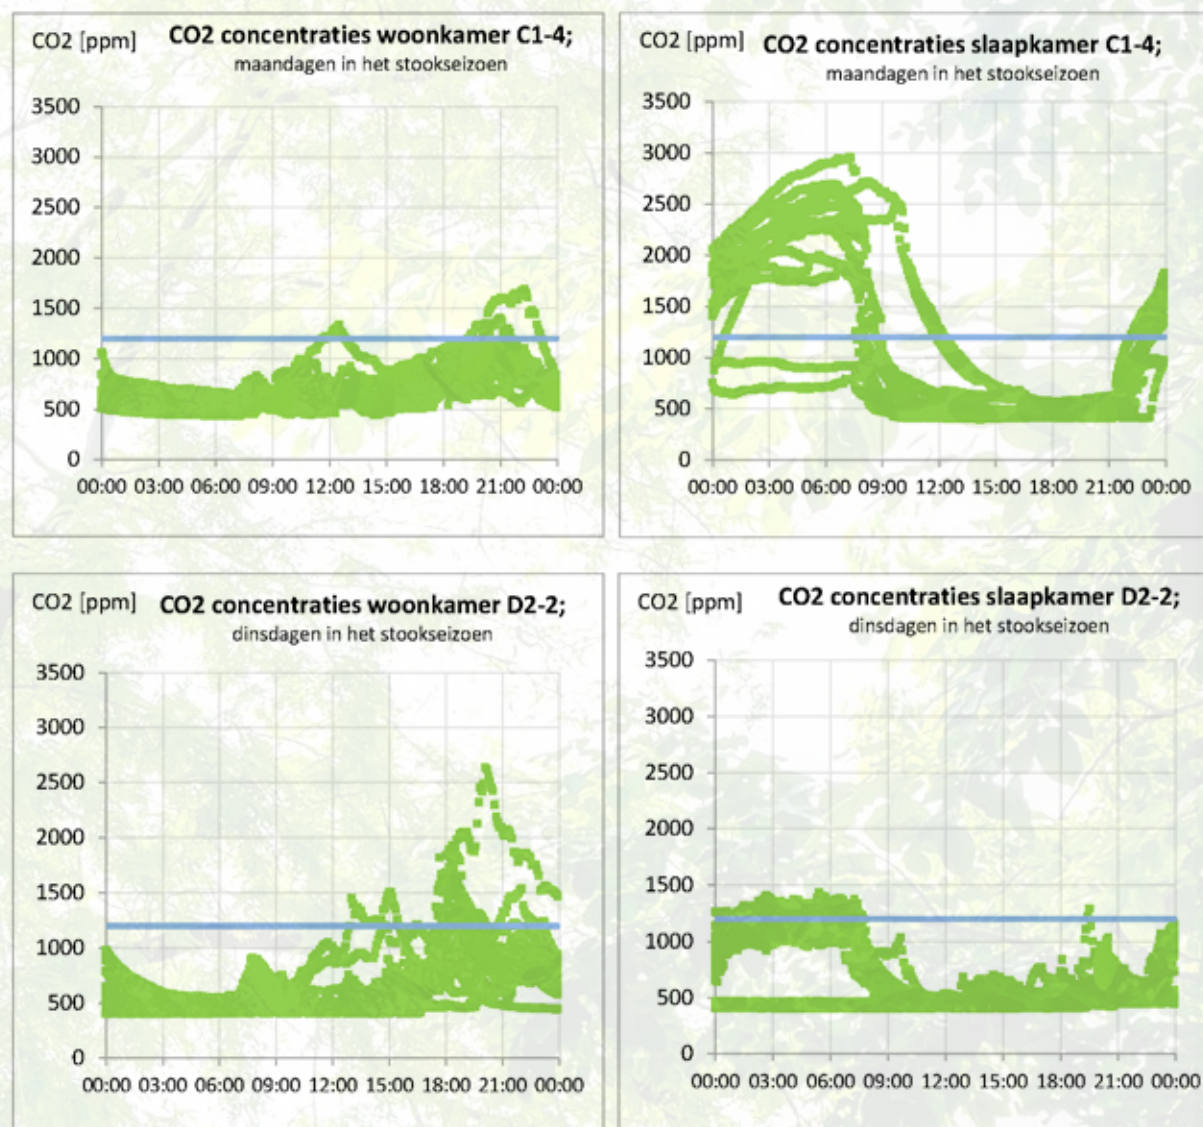 CO2 [ppm]
CO2 concentraties woonkamer C1-4;
maandagen in het stookseizoen
3500
3000
2500
2000
1500
1000
500
0
00:00 03:00 06:00 09:00 12:00 15:00 18:00 21:00 00:00
CO2 [ppm]
CO2 concentraties slaapkamer C1-4;
maandagen in het stookseizoen
3500
3000
2500
2000
1500
1000
500
0
00:00 03:00 06:00 09:00 12:00 15:00 18:00 21:00 00:00
CO2 [ppm]
CO2 concentraties woonkamer D2-2;
dinsdagen in het stookseizoen
3500
3000
2500
2000
1500
1000
500
0
00:00 03:00 06:00 09:00 12:00 15:00 18:00 21:00 00:00
CO2 [ppm]
CO2 concentraties slaapkamer D2-2;
dinsdagen in het stookseizoen
3500
3000
2500
2000
1500
1000
500
0
00:00 03:00 06:00 09:00 12:00 15:00 18:00 21:00 00:00